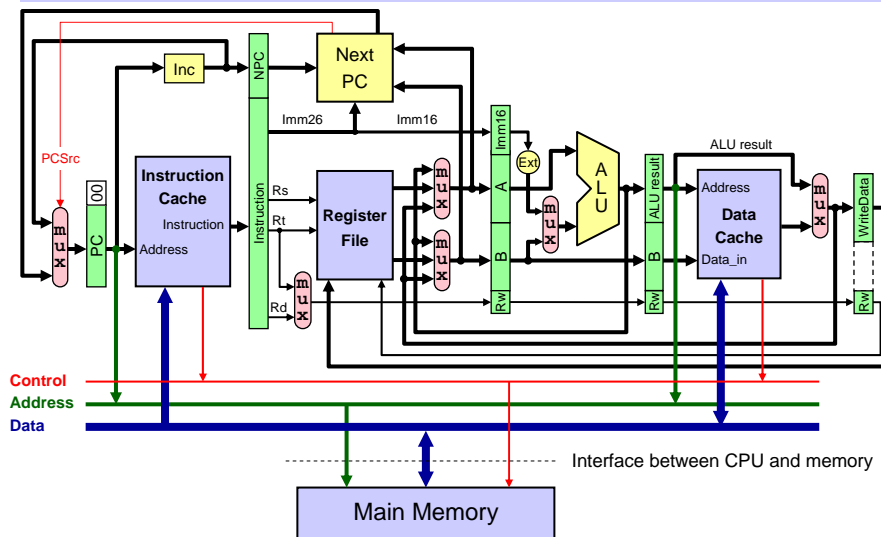 Next
PC
Inc
NPC
Imm26
Imm16
Imm16
PCSrc
00
Instruction
Cache
Instruction
Address
PC
mux
Instruction
Rs
Rt
Rd
Register
File
mux
mux
mux
A
B
Rw
Ext
mux
A
L
U
ALU result
B
Rw
ALU result
Address
Data
Cache
Data_in
mux
WriteData
Rw
Control
Address
Data
Interface between CPU and memory
Main Memory